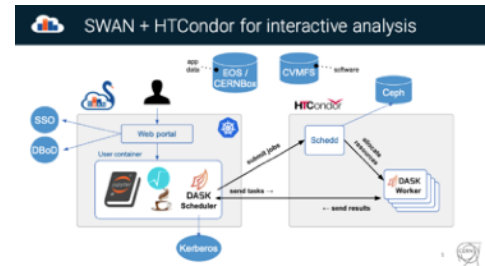 SWAN + HTCondor for interactive analysis
app
data
EOS /
CERNBox
CVMFS
software
Ceph
HTCondor
SSO
DBoD
Web portal
Schedd
submit jobs
allocate
resources
User container
DASK
Scheduler
DASK
Worker
send tasks →
← send results
Kerberos